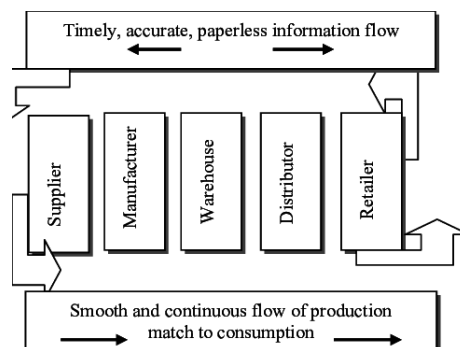 Timely, accurate, paperless information flow
Supplier
Manufacturer
Warehouse
Distributor
Retailer
Smooth and continuous flow of production
match to consumption